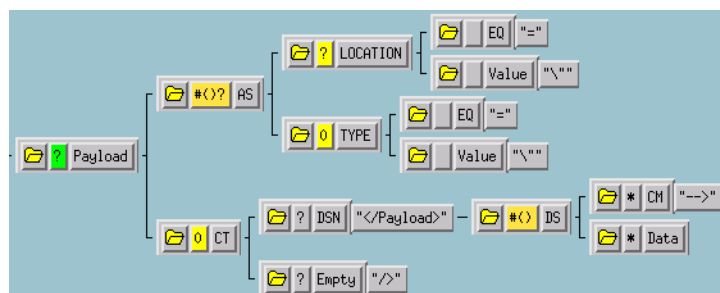 EQ "="
? LOCATION
Value "\""
#()? AS
EQ "="
0 TYPE
Value "\""
? Payload
* CM "-->"
? DSN "</Payload>" #() DS
0 CT
* Data
? Empty "/>"